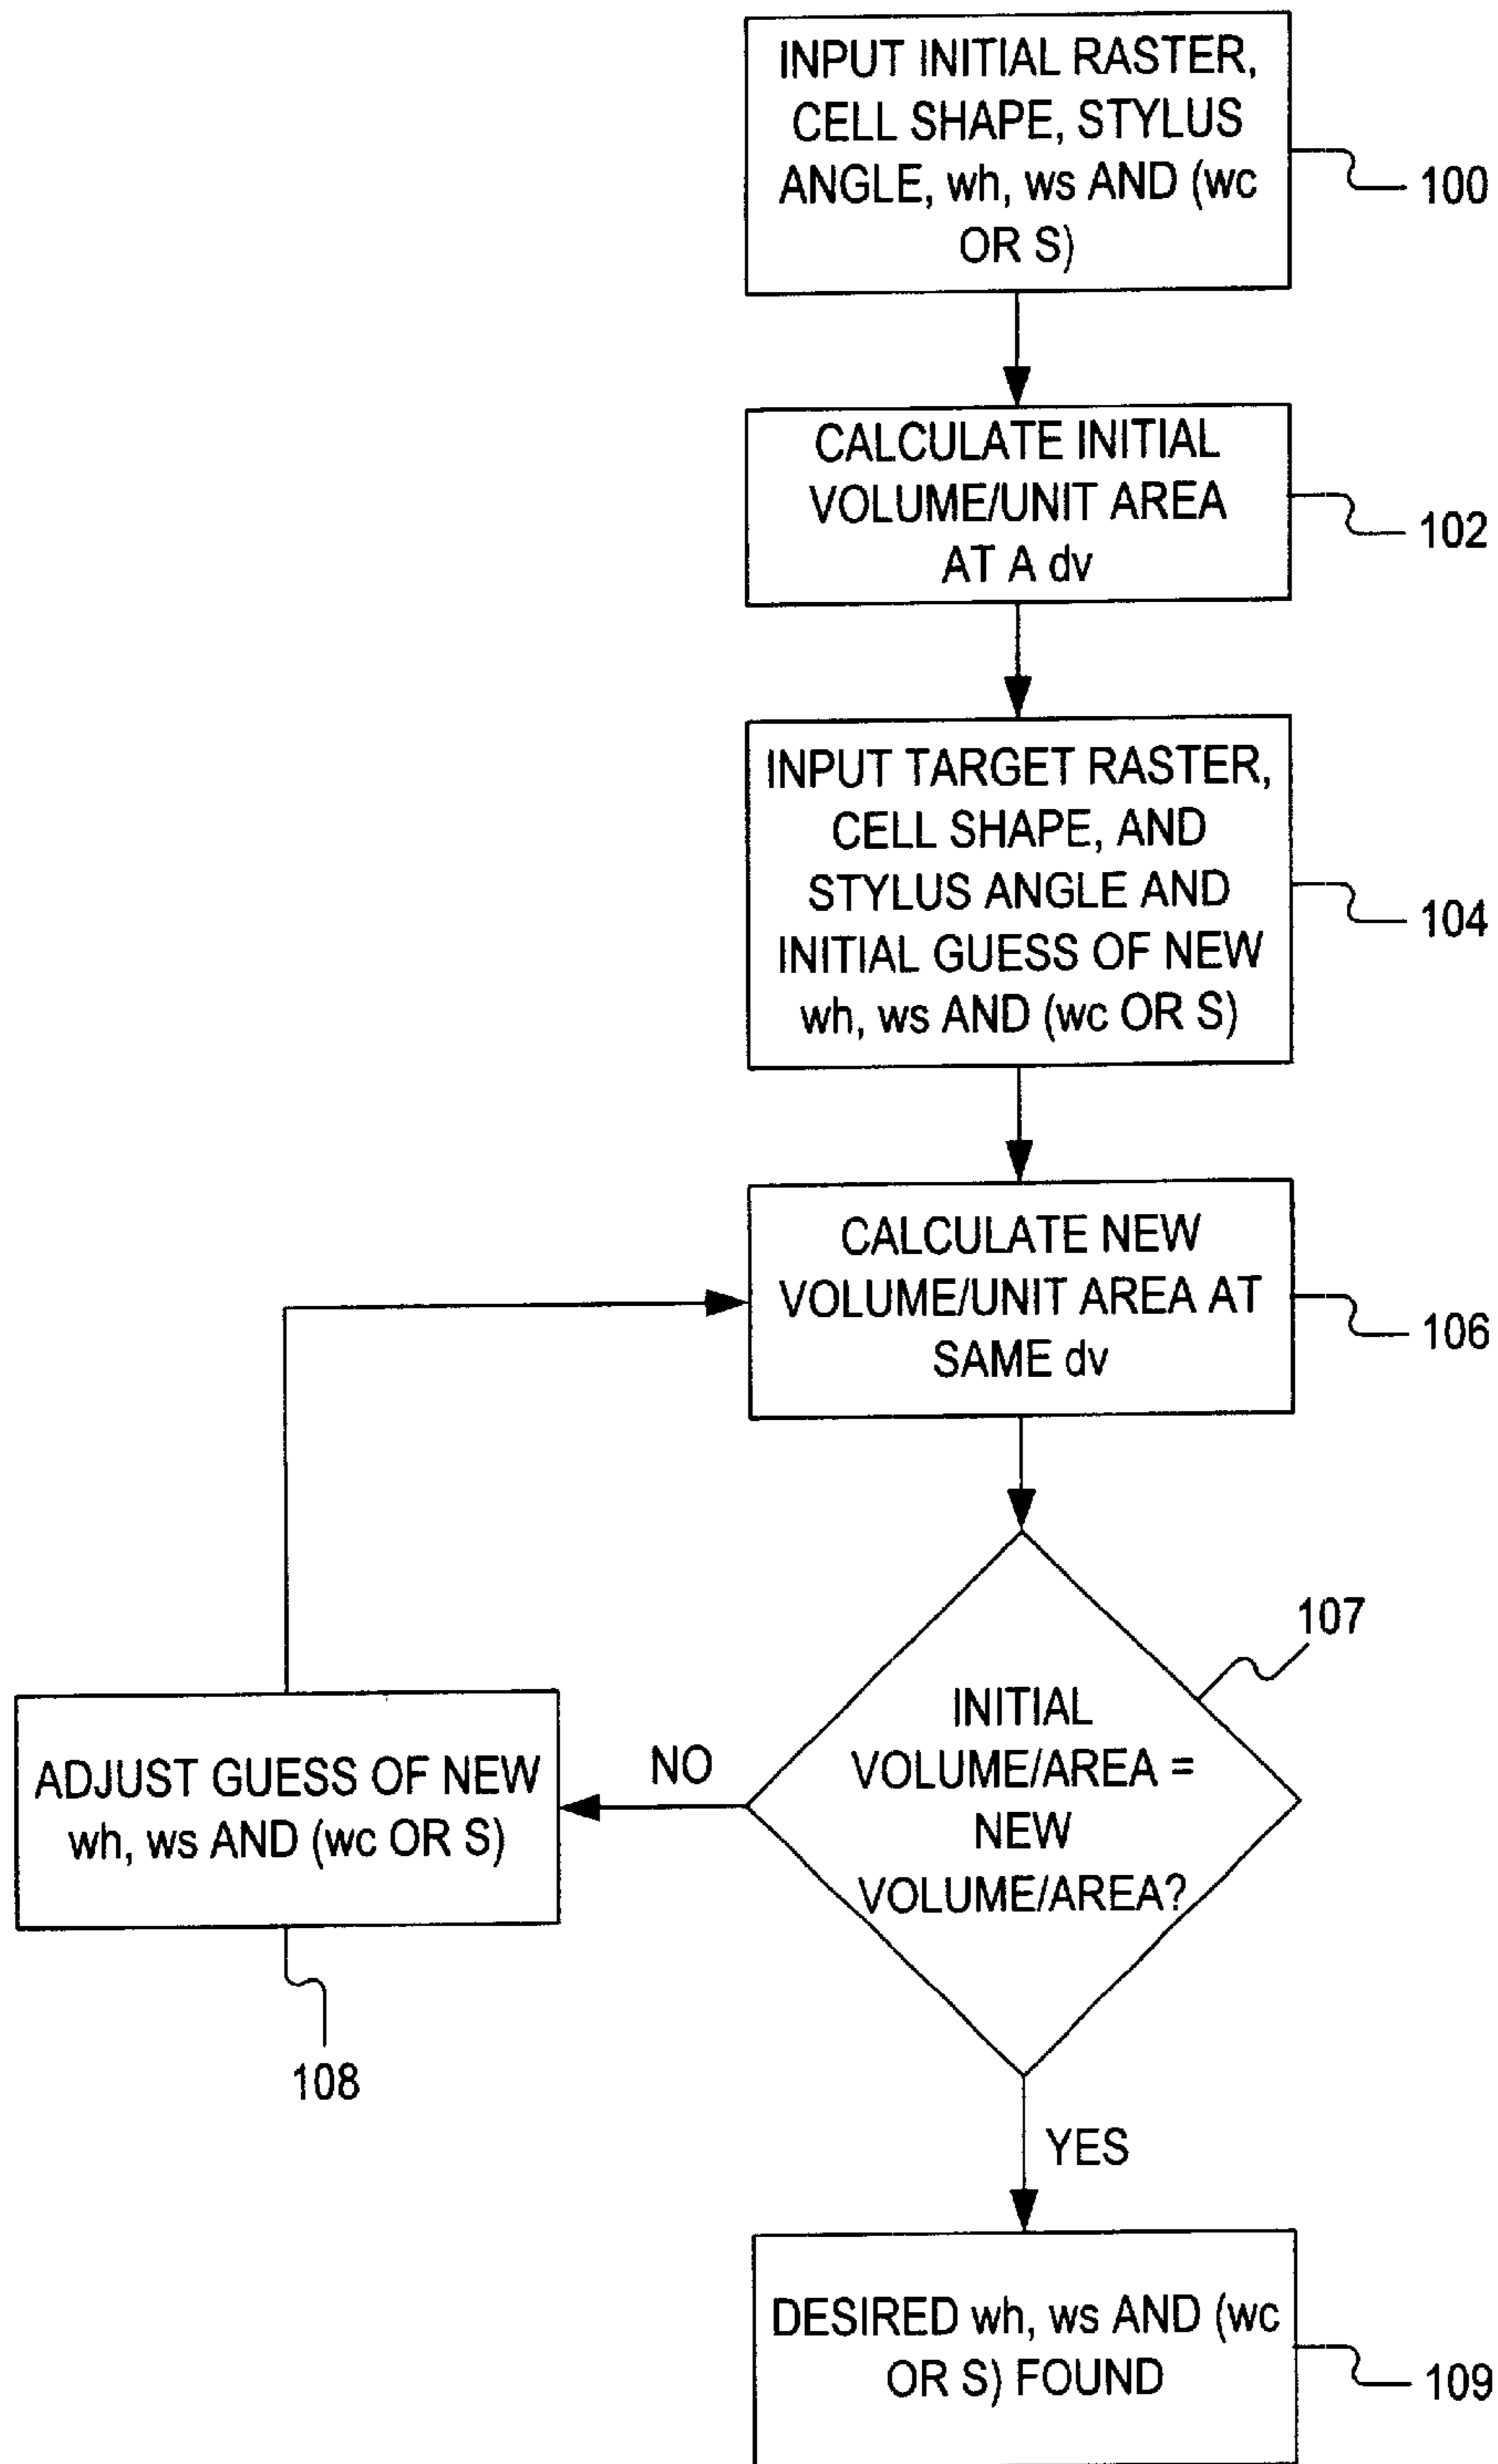 INPUT INITIAL RASTER,
CELL SHAPE, STYLUS
ANGLE, wh, ws AND (wc
OR S)
100
CALCULATE INITIAL
VOLUME/UNIT AREA
AT A dv
102
INPUT TARGET RASTER,
CELL SHAPE, AND
STYLUS ANGLE AND
INITIAL GUESS OF NEW
wh, ws AND (wc OR S)
104
CALCULATE NEW
VOLUME/UNIT AREA AT
SAME dv
106
107
INITIAL
VOLUME/AREA =
NEW
VOLUME/AREA?
NO
ADJUST GUESS OF NEW
wh, ws AND (wc OR S)
108
YES
DESIRED wh, ws AND (wc
OR S) FOUND
109